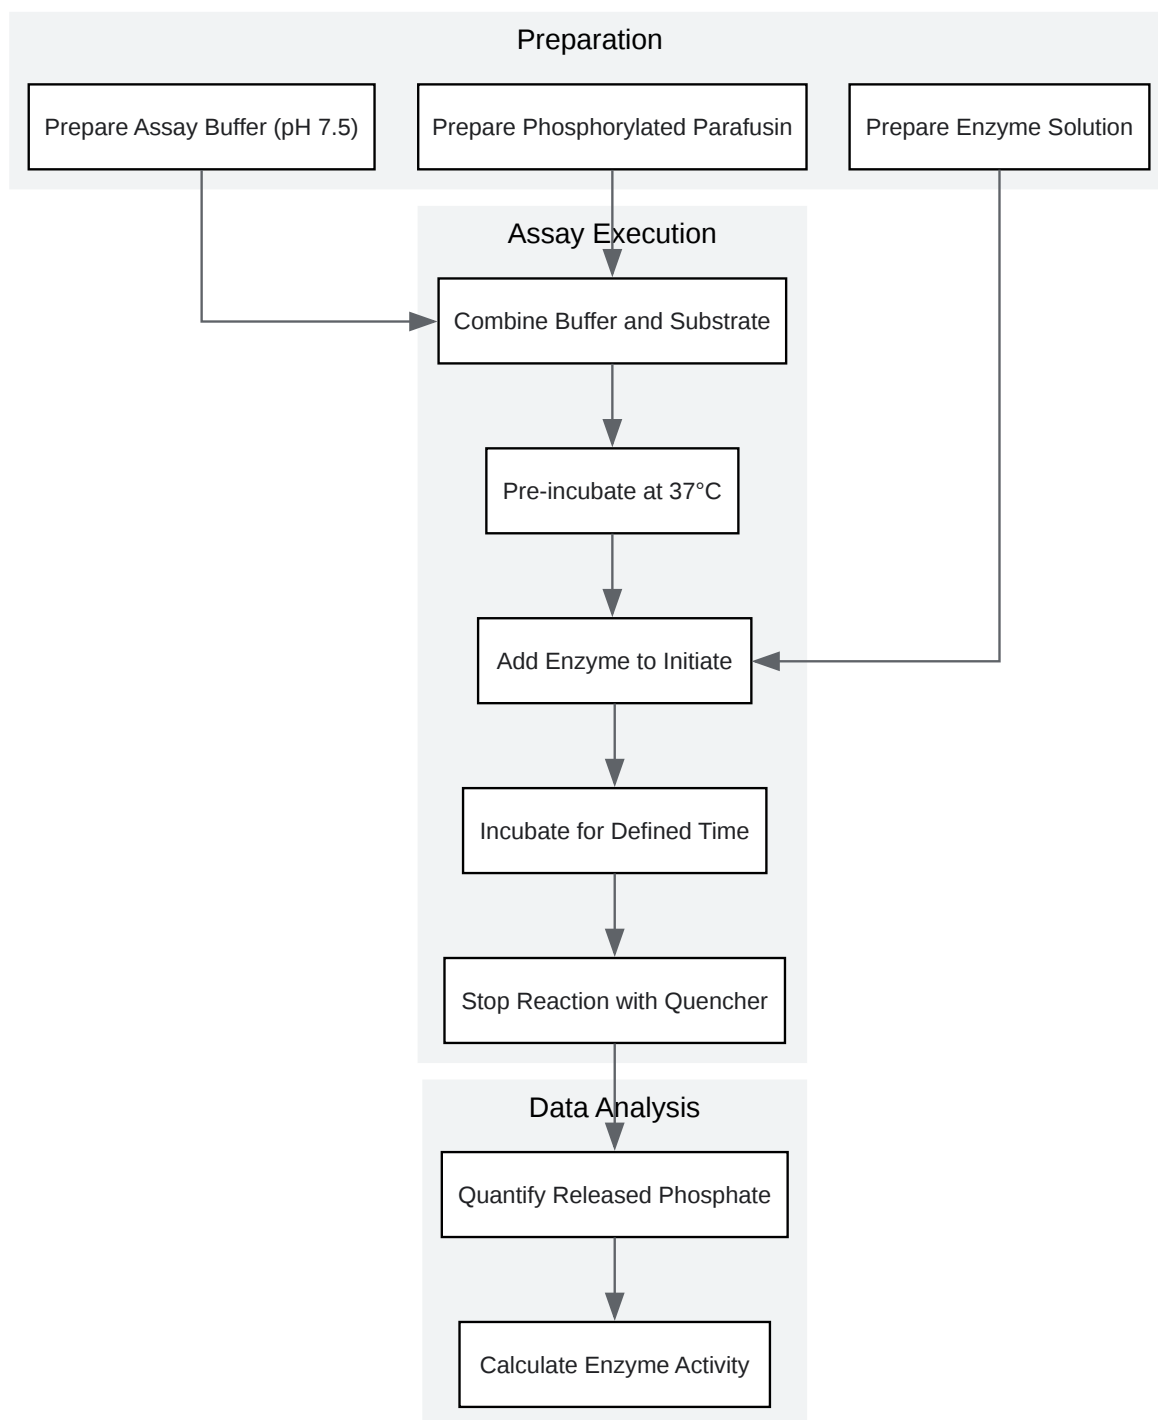 Preparation
Prepare Assay Buffer (pH 7.5)
Prepare Phosphorylated Parafusin
Prepare Enzyme Solution
Assay Execution
Combine Buffer and Substrate
Pre-incubate at 37°C
Add Enzyme to Initiate
Incubate for Defined Time
Stop Reaction with Quencher
Data Analysis
Quantify Released Phosphate
Calculate Enzyme Activity